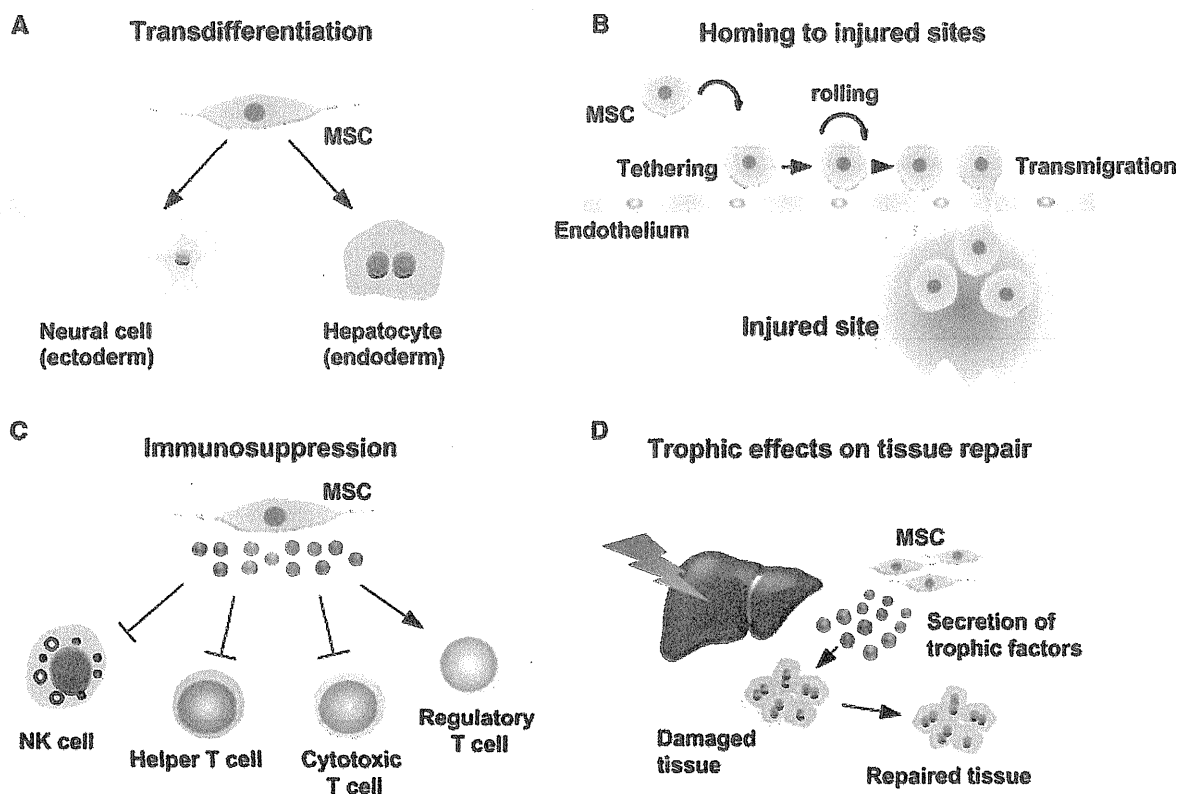 A
Transdifferentiation
MSC
Neural cell
(ectoderm)
Hepatocyte
(endoderm)
B
Homing to injured sites
MSC
rolling
Tethering
Transmigration
Endothelium
Injured site
C
Immunosuppression
MSC
NK cell
Helper T cell
Cytotoxic
T cell
Regulatory
T cell
D
Trophic effects on tissue repair
MSC
Secretion of
trophic factors
Damaged
tissue
Repaired tissue